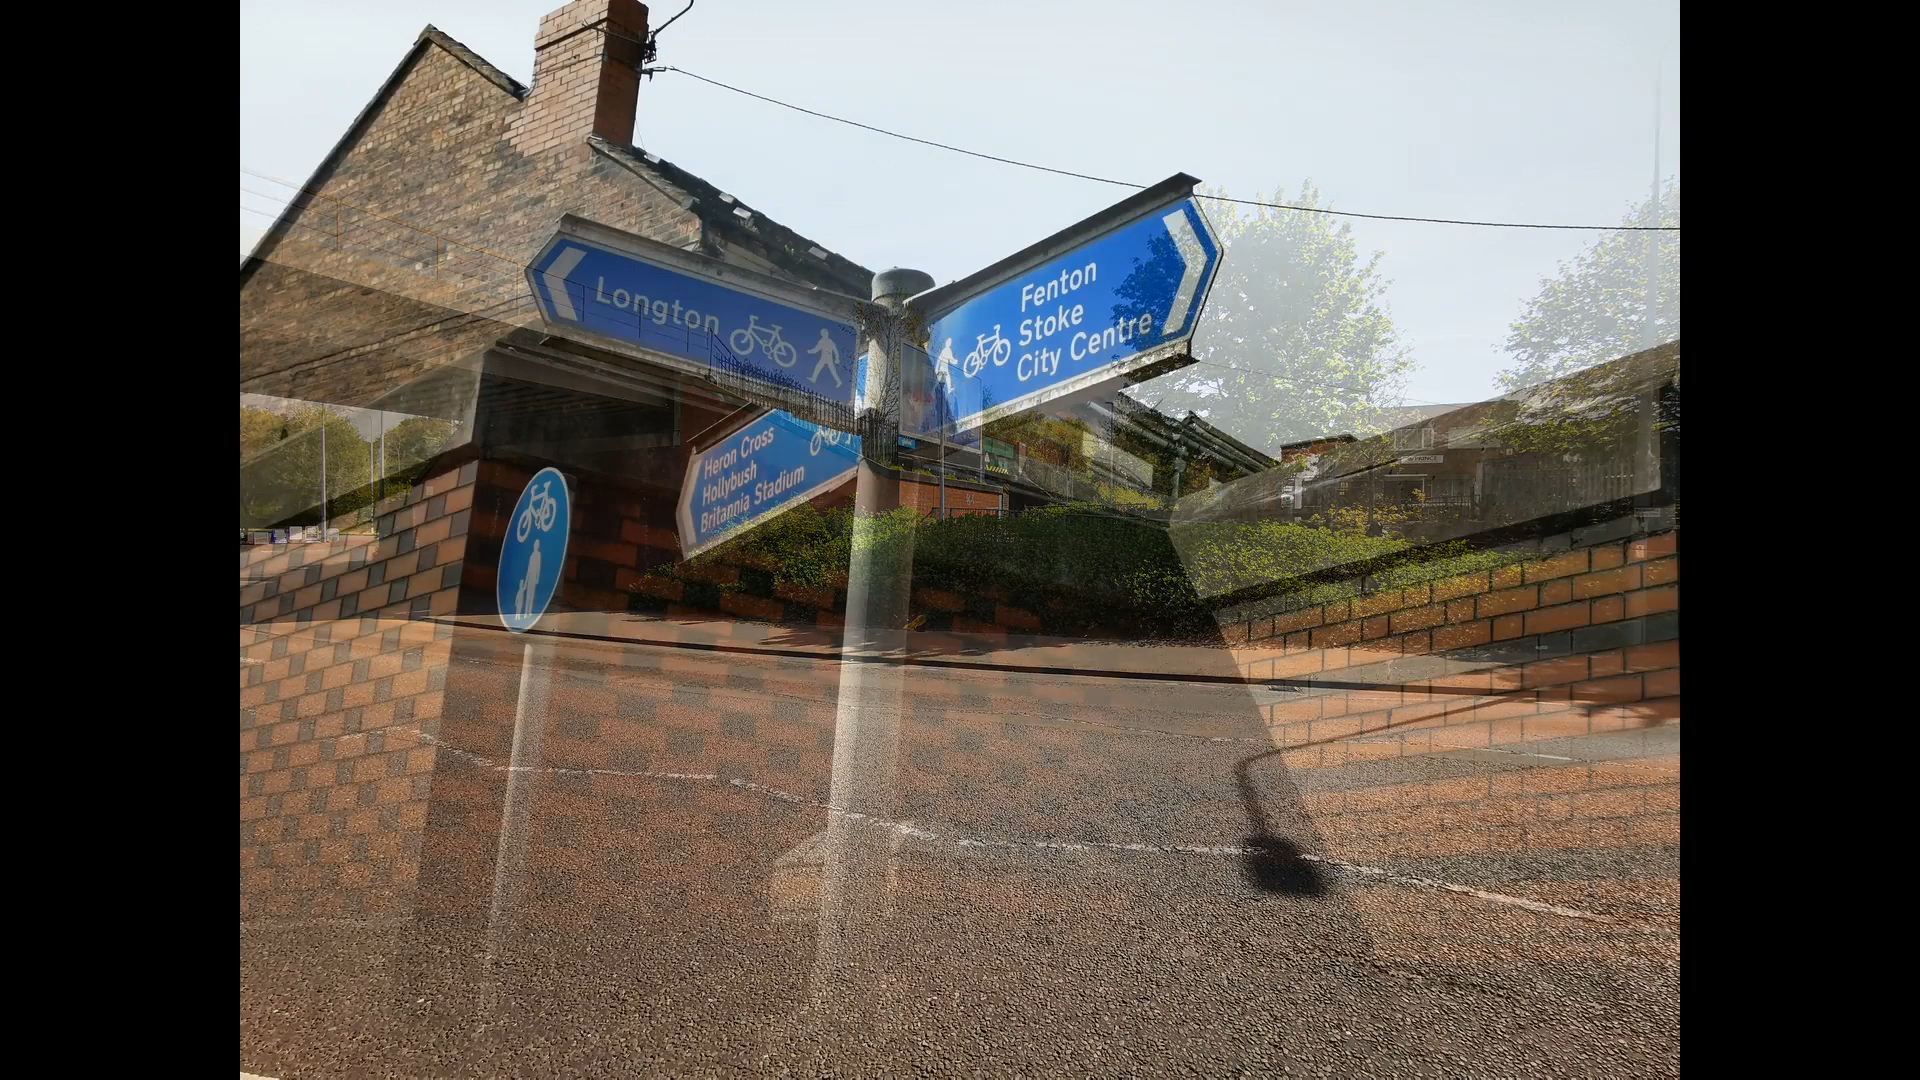 Longton
Fenton
Stoke
City Centre
Heron Cross
Hollybush
Britannia Stadium